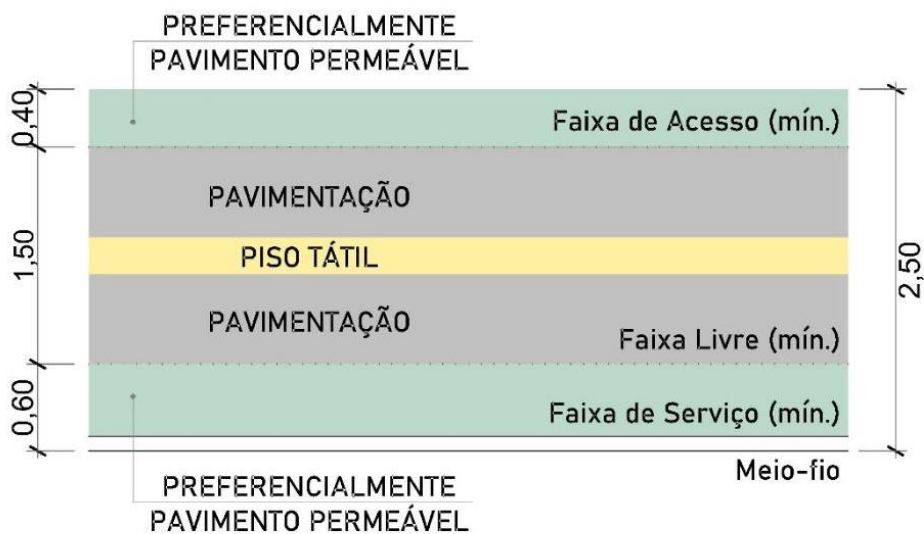 PREFERENCIALMENTE
PAVIMENTO PERMEÁVEL
0,40
Faixa de Acesso (mín.)
PAVIMENTAÇÃO
1,50
PISO TÁTIL
2,50
PAVIMENTAÇÃO
Faixa Livre (mín.)
0,60
Faixa de Serviço (mín.)
Meio-fio
PREFERENCIALMENTE
PAVIMENTO PERMEÁVEL